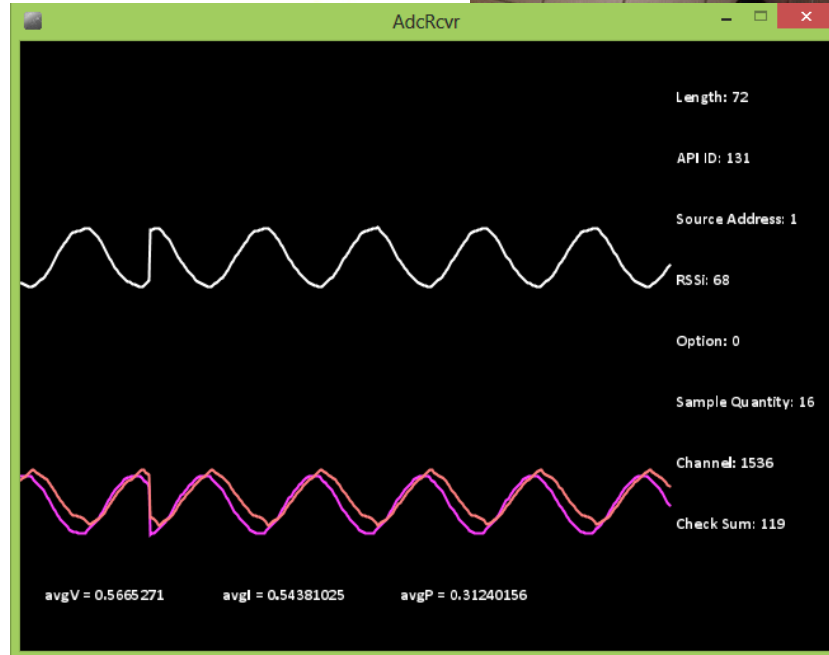 AdcRcvr
Length: 72
API ID: 131
Source Address: 1
RSSi: 68
Option: 0
Sample Quantity: 16
Channel: 1536
Check Sum: 119
avgV = 0.5665271 avgI = 0.54381025 avgP = 0.31240156